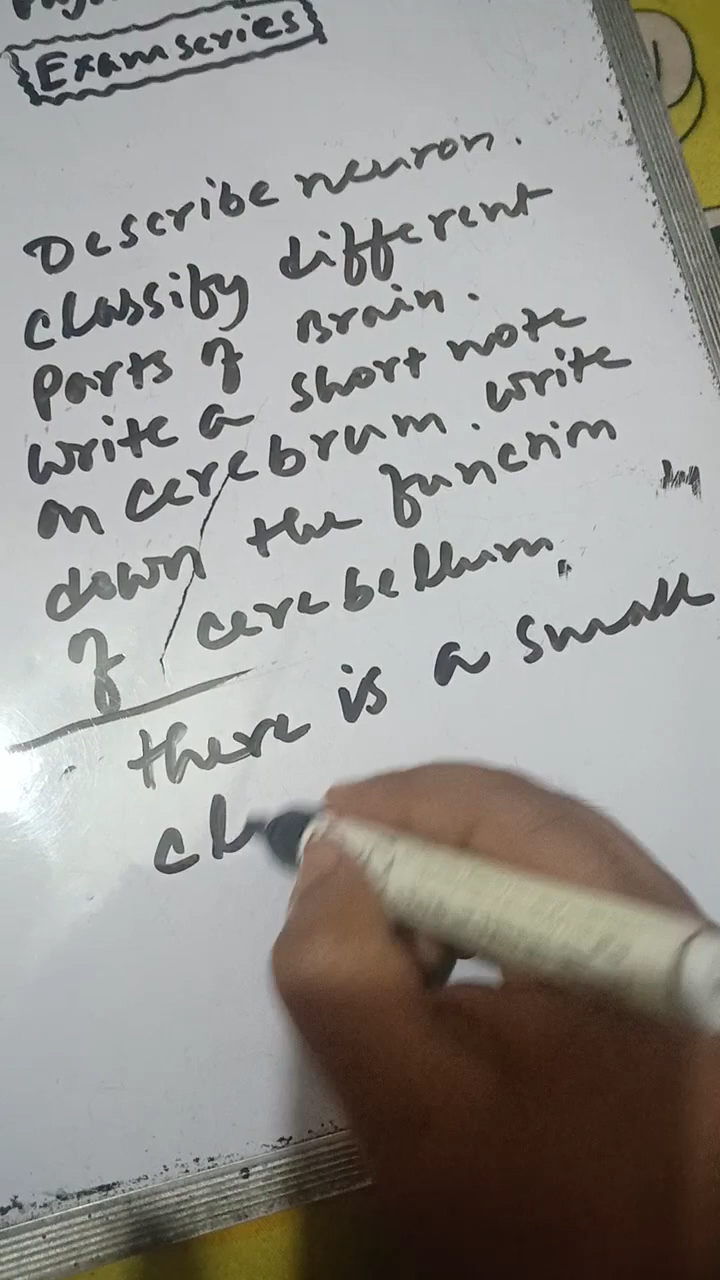 Exam series
Describe neuron.
classify different
parts of Brain.
write a short note
on cerebrum. write
down the function
of cerebellum.
there is a small
cl